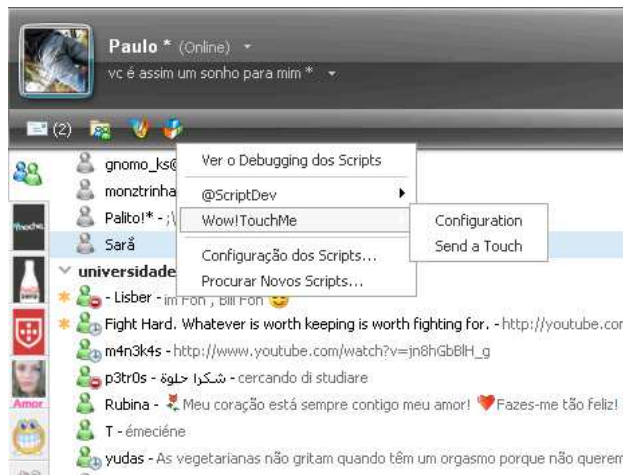 Paulo * (Online)
vc é assim um sonho para mim *
(2)
Ver o Debugging dos Scripts
@ScriptDev
Wow!TouchMe
Configuração dos Scripts...
Procurar Novos Scripts...
Configuration
Send a Touch
gnomo_ks@
monztrinha
Palito!* - ;\
Sarå
universidade
- Lisber - im Fon , Bill Fon
Fight Hard. Whatever is worth keeping is worth fighting for. - http://youtube.co
m4n3k4s - http://www.youtube.com/watch?v=jn8hGbBlH_g
p3tr0s - شكرا حلوة - cercando di studiare
Rubina - Meu coração está sempre contigo meu amor! Fazes-me tão feliz!
Amor
T - émeciéne
yudas - As vegetarianas não gritam quando têm um orgasmo porque não querem